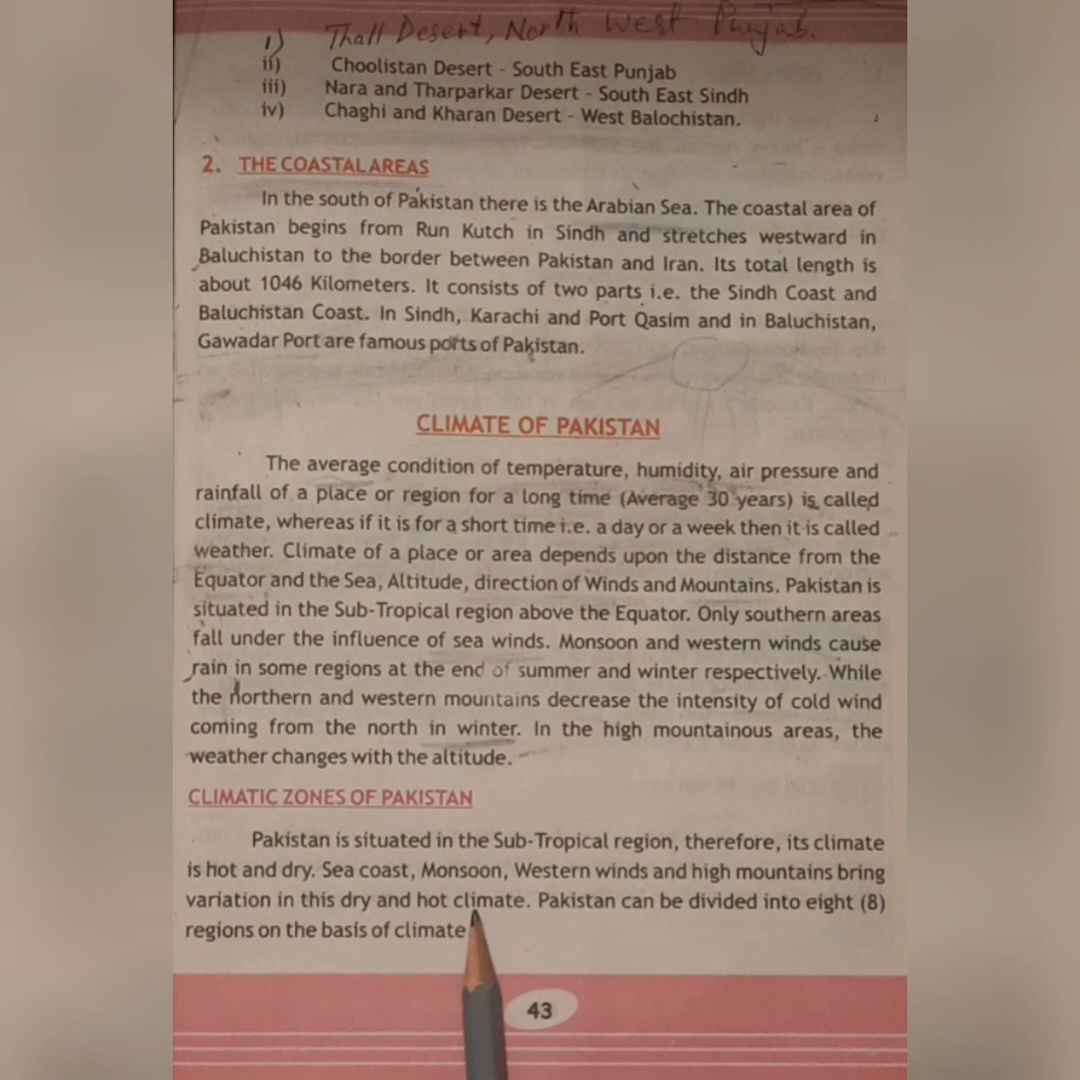 i) Thall Desert, North West Punjab.
ii) Choolistan Desert - South East Punjab
iii) Nara and Tharparkar Desert - South East Sindh
iv) Chaghi and Kharan Desert - West Balochistan.
2. THE COASTAL AREAS
In the south of Pakistan there is the Arabian Sea. The coastal area of
Pakistan begins from Run Kutch in Sindh and stretches westward in
Baluchistan to the border between Pakistan and Iran. Its total length is
about 1046 Kilometers. It consists of two parts i.e. the Sindh Coast and
Baluchistan Coast. In Sindh, Karachi and Port Qasim and in Baluchistan,
Gawadar Port are famous ports of Pakistan.
CLIMATE OF PAKISTAN
The average condition of temperature, humidity, air pressure and
rainfall of a place or region for a long time (Average 30 years) is called
climate, whereas if it is for a short time i.e. a day or a week then it is called
weather. Climate of a place or area depends upon the distance from the
Equator and the Sea, Altitude, direction of Winds and Mountains. Pakistan is
situated in the Sub-Tropical region above the Equator. Only southern areas
fall under the influence of sea winds. Monsoon and western winds cause
rain in some regions at the end of summer and winter respectively. While
the northern and western mountains decrease the intensity of cold wind
coming from the north in winter. In the high mountainous areas, the
weather changes with the altitude.
CLIMATIC ZONES OF PAKISTAN
Pakistan is situated in the Sub-Tropical region, therefore, its climate
is hot and dry. Sea coast, Monsoon, Western winds and high mountains bring
variation in this dry and hot climate. Pakistan can be divided into eight (8)
regions on the basis of climate
43